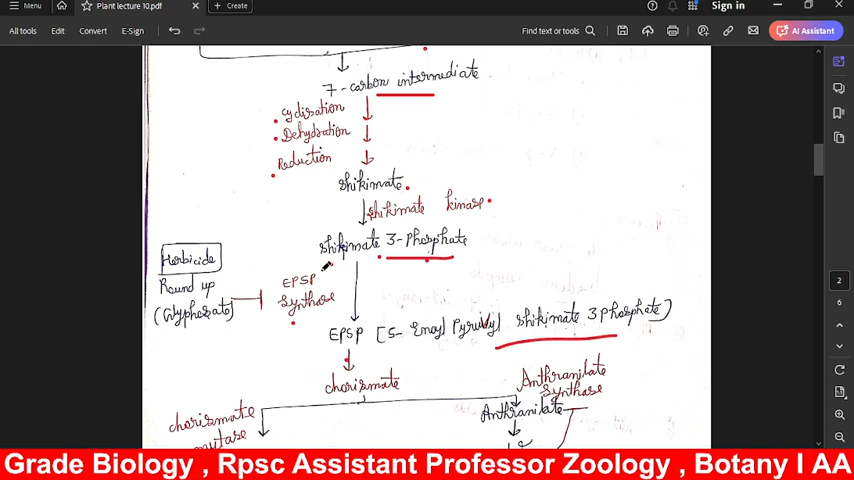 Menu
Plant lecture 10.pdf
+ Create
Sign in
All tools
Edit
Convert
E-Sign
Find text or tools
AI Assistant
7-carbon intermediate
Cyclisation
Dehydration
Reduction
Shikimate
Shikimate kinase
Shikimate 3-phosphate
Herbicide
Round up
(Glyphosate)
EPSP
Synthase
EPSP [5-Enoyl Pyruvyl Shikimate 3 Phosphate)
chorismate
Anthranilate
Synthase
Anthranilate
chorismate
mutase
2
6
Grade Biology , Rpsc Assistant Professor Zoology , Botany I AA